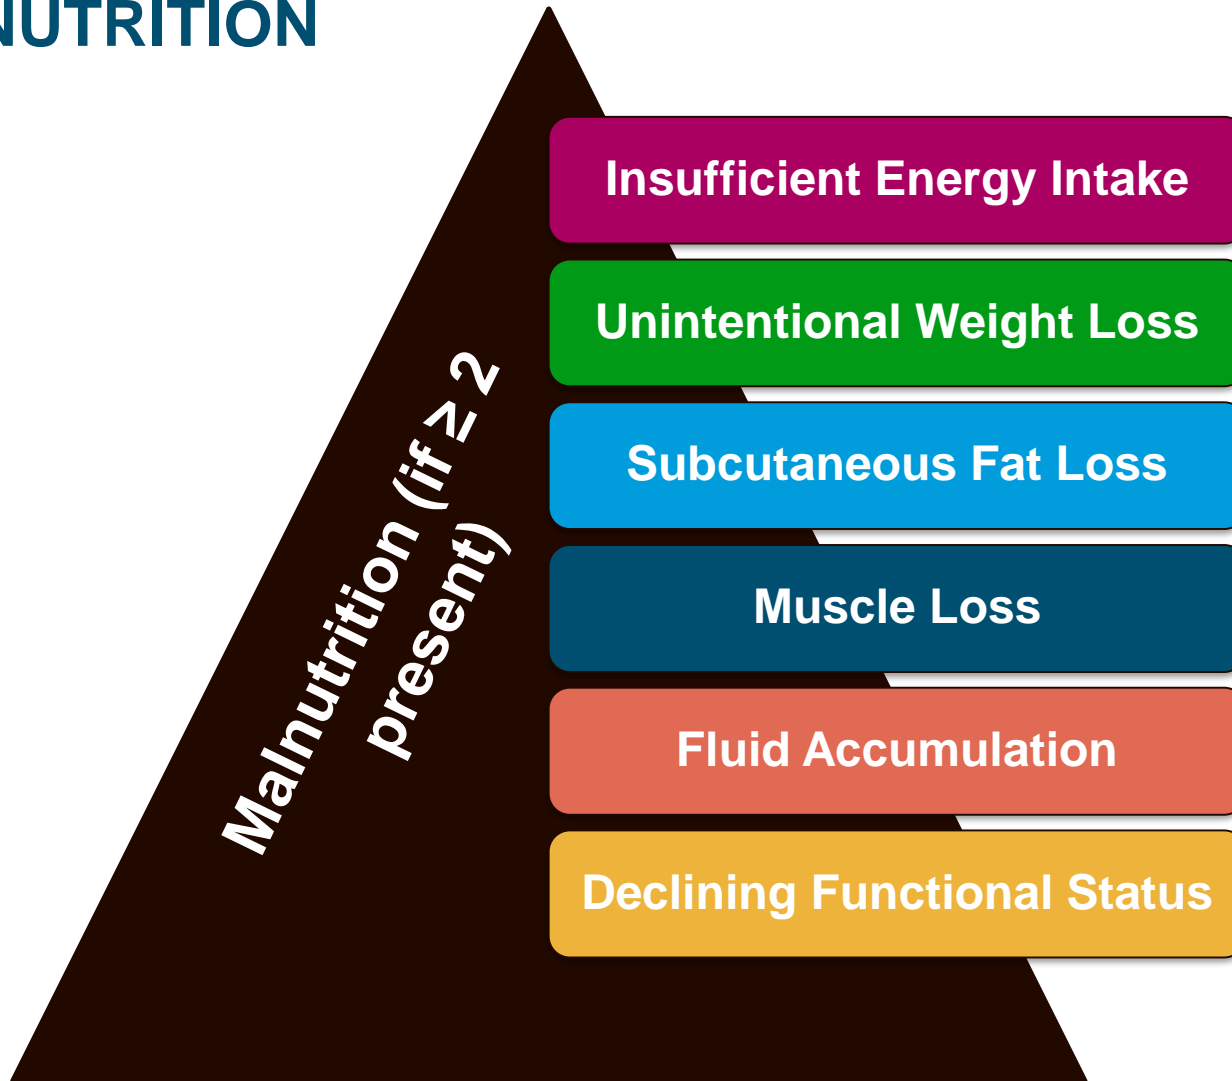 NUTRITION
Insufficient Energy Intake
Unintentional Weight Loss
Subcutaneous Fat Loss
Muscle Loss
Fluid Accumulation
Declining Functional Status
Malnutrition (if ≥ 2
present)